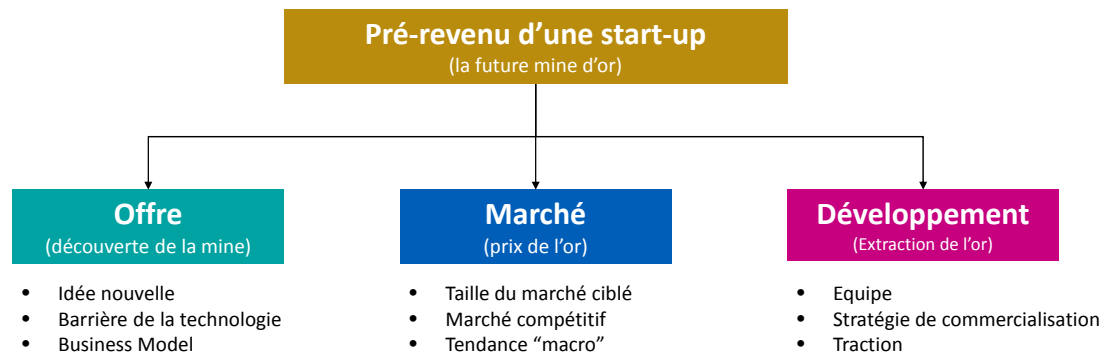 Pré-revenu d’une start-up
(la future mine d’or)
Offre
(découverte de la mine)
• Idée nouvelle
• Barrière de la technologie
• Business Model
Marché
(prix de l’or)
• Taille du marché ciblé
• Marché compétitif
• Tendance “macro”
Développement
(Extraction de l’or)
• Equipe
• Stratégie de commercialisation
• Traction